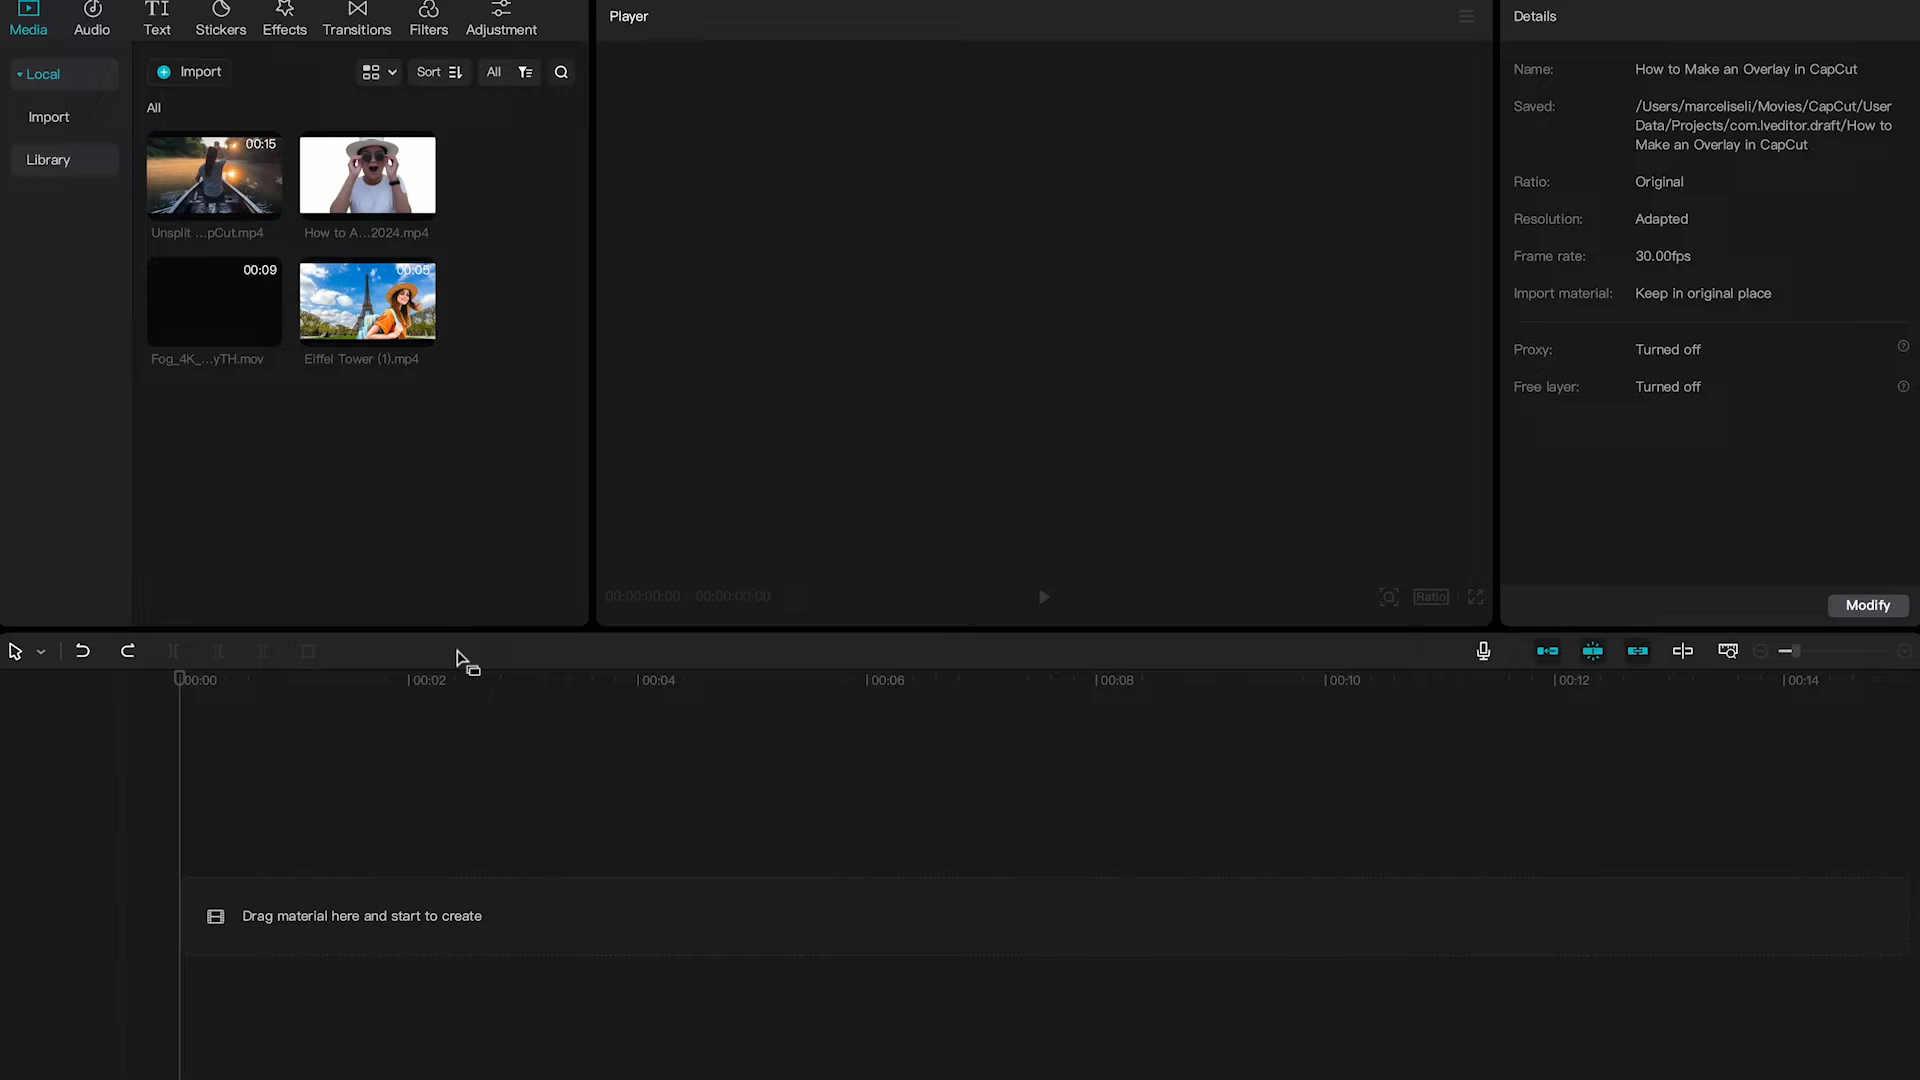 Media
Audio
Text
Stickers
Effects
Transitions
Filters
Adjustment
Local
Import
Library
Import
Sort
All
All
00:15
Unsplit ...pCut.mp4
How to A...2024.mp4
00:09
00:05
Fog_4K_...yTH.mov
Eiffel Tower (1).mp4
Player
00:00:00:00
00:00:00:00
Ratio
Details
Name: How to Make an Overlay in CapCut
Saved: /Users/marceliseli/Movies/CapCut/User
Data/Projects/com.lveditor.draft/How to
Make an Overlay in CapCut
Ratio: Original
Resolution: Adapted
Frame rate: 30.00fps
Import material: Keep in original place
Proxy: Turned off
Free layer: Turned off
Modify
00:00 00:02 00:04 00:06 00:08 00:10 00:12 00:14
Drag material here and start to create